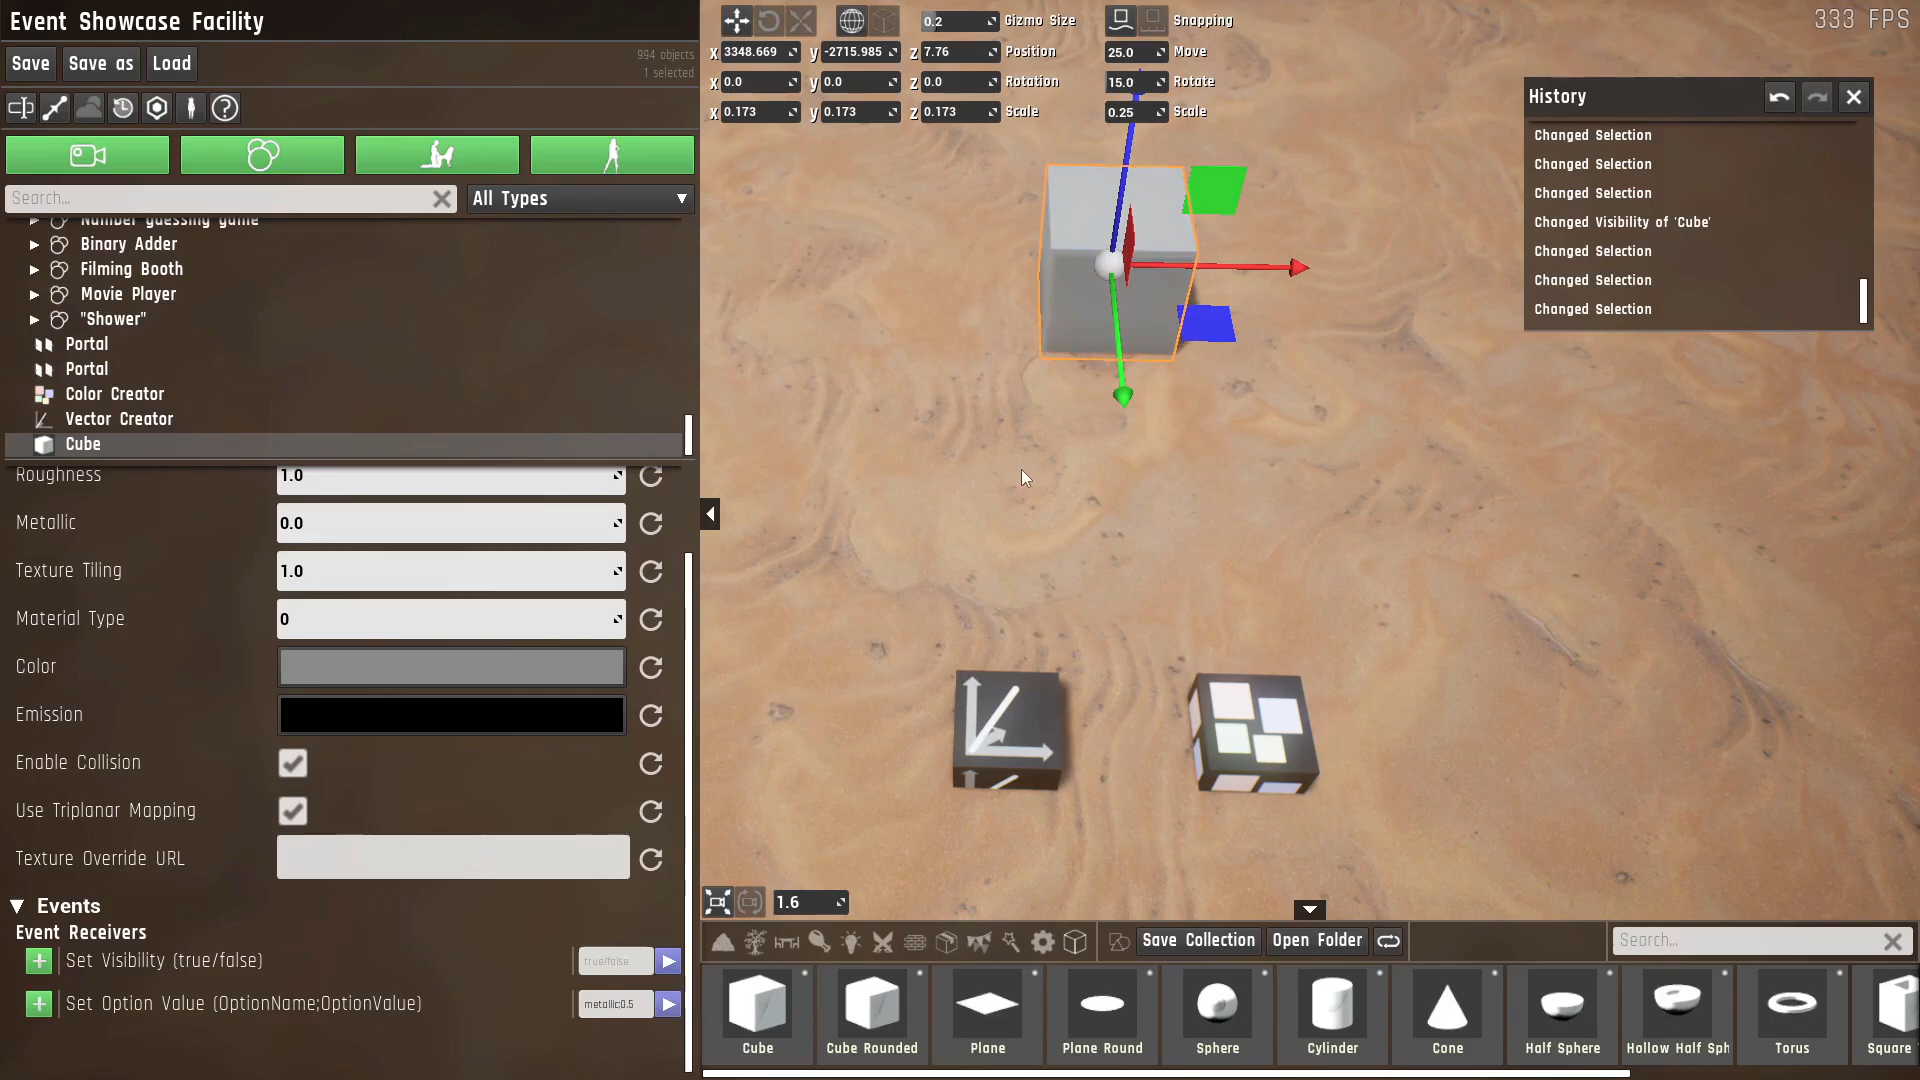 Event Showcase Facility
Save
Save as
Load
994 objects
1 selected
Search...
All Types
Number guessing game
Binary Adder
Filming Booth
Movie Player
"Shower"
Portal
Portal
Color Creator
Vector Creator
Cube
Roughness 1.0
Metallic 0.0
Texture Tiling 1.0
Material Type 0
Color
Emission
Enable Collision
Use Triplanar Mapping
Texture Override URL
Events
Event Receivers
Set Visibility (true/false) true/false
Set Option Value (OptionName;OptionValue) metallic;0.5
0.2 Gizmo Size Snapping
x 3348.669 y -2715.985 z 7.76 Position 25.0 Move
x 0.0 y 0.0 z 0.0 Rotation 15.0 Rotate
x 0.173 y 0.173 z 0.173 Scale 0.25 Scale
333 FPS
History
Changed Selection
Changed Selection
Changed Selection
Changed Visibility of 'Cube'
Changed Selection
Changed Selection
Changed Selection
1.6
Save Collection
Open Folder
Search...
Cube
Cube Rounded
Plane
Plane Round
Sphere
Cylinder
Cone
Half Sphere
Hollow Half Sph
Torus
Square